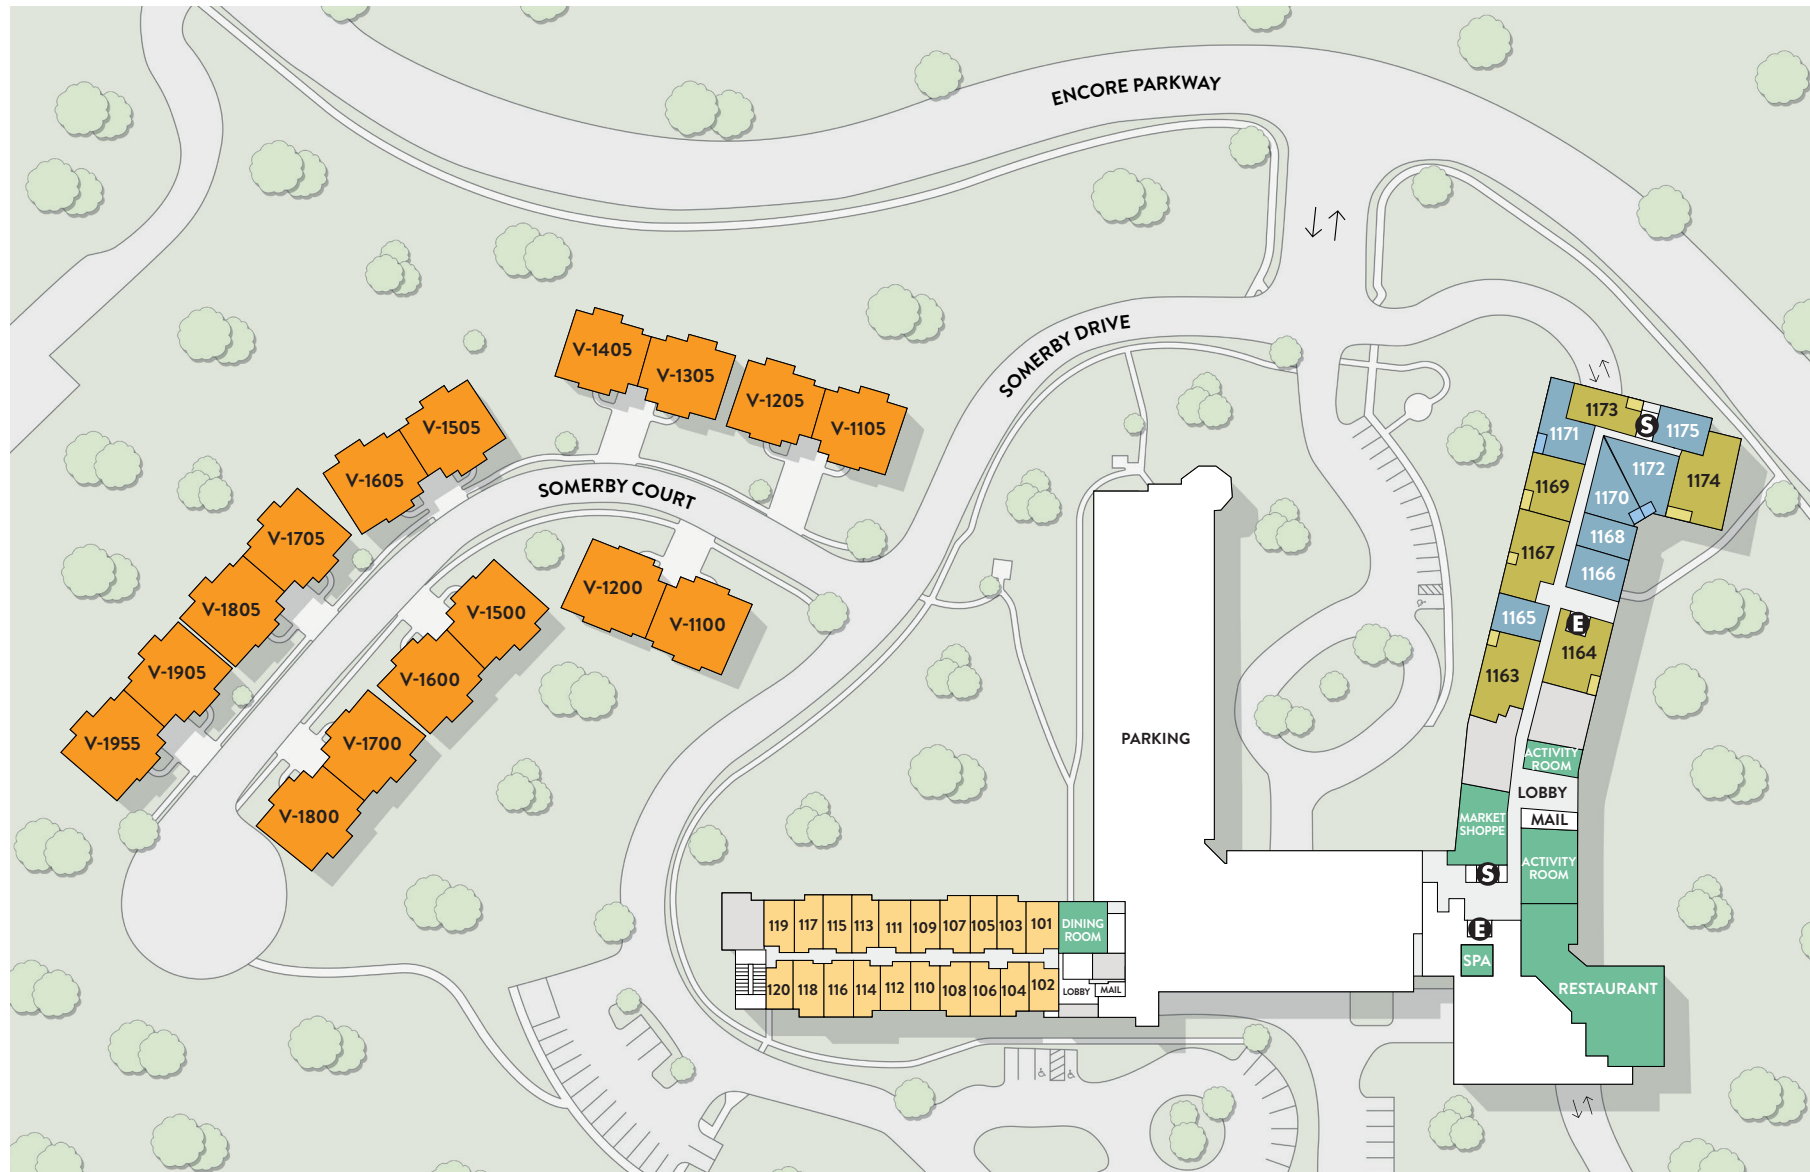 ENCORE PARKWAY
SOMERBY DRIVE
V-1405
V-1305
V-1205
V-1105
V-1505
V-1605
V-1705
V-1805
V-1905
V-1955
SOMERBY COURT
V-1200
V-1100
V-1500
V-1600
V-1700
V-1800
PARKING
1173
S
1175
1171
1172
1174
1169
1170
1168
1167
1166
1165
E
1164
1163
ACTIVITY
ROOM
LOBBY
MAIL
MARKET
SHOPPE
ACTIVITY
ROOM
S
E
SPA
RESTAURANT
119
117
115
113
111
109
107
105
103
101
DINING
ROOM
120
118
116
114
112
110
108
106
104
102
LOBBY
MAIL